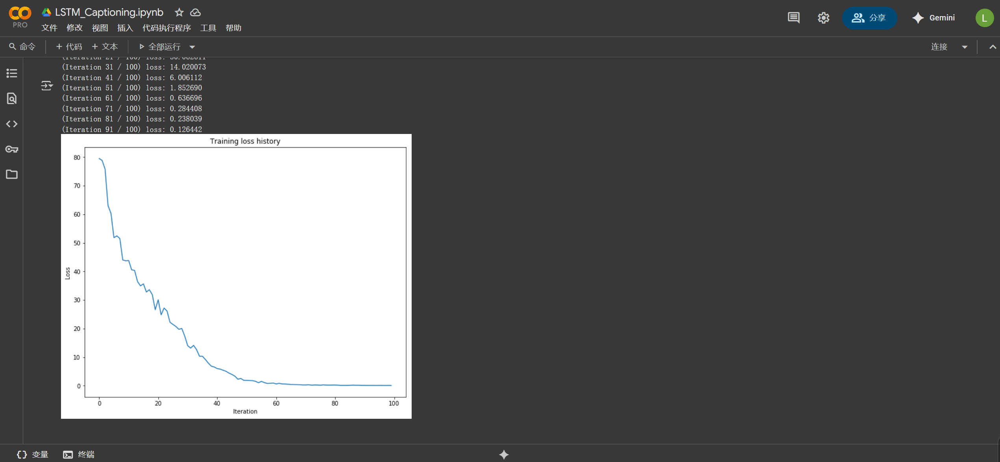 LSTM_Captioning.ipynb
PRO
文件 修改 视图 插入 代码执行程序 工具 帮助
分享
Gemini
L
命令
+ 代码 + 文本
全部运行
连接
(Iteration 21 / 100) loss:
(Iteration 31 / 100) loss: 14.020073
(Iteration 41 / 100) loss: 6.006112
(Iteration 51 / 100) loss: 1.852690
(Iteration 61 / 100) loss: 0.636696
(Iteration 71 / 100) loss: 0.284408
(Iteration 81 / 100) loss: 0.238039
(Iteration 91 / 100) loss: 0.126442
Training loss history
80
70
60
50
40
30
20
10
0
Loss
0 20 40 60 80 100
Iteration
变量
终端